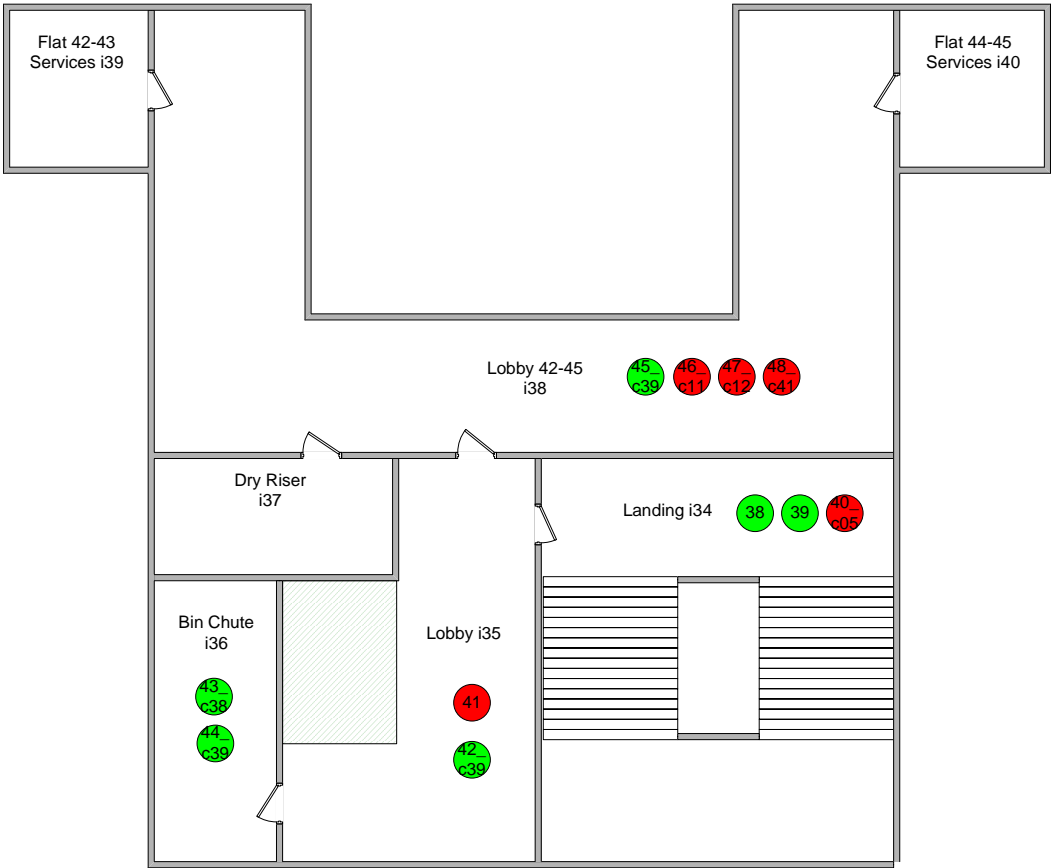 Flat 42-43
Services i39
Flat 44-45
Services i40
Lobby 42-45
i38
45_
c39
46_
c11
47_
c12
48_
c41
Dry Riser
i37
Landing i34
38
39
40_
c05
Bin Chute
i36
Lobby i35
43_
c38
44_
c39
41
42_
c39